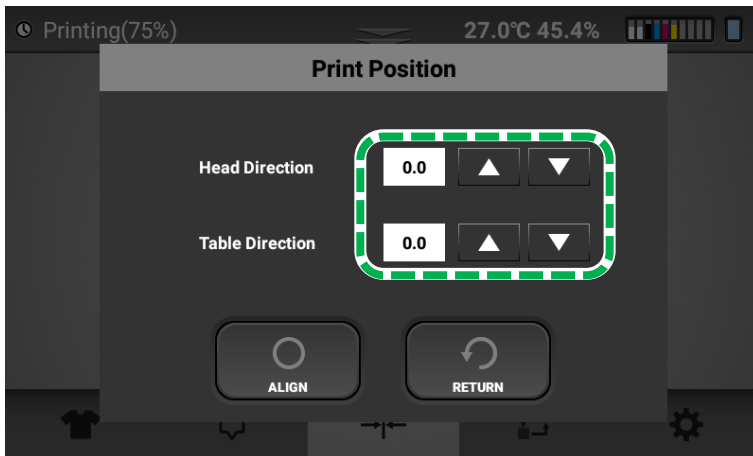 Printing(75%)
27.0℃ 45.4%
Print Position
Head Direction
0.0
Table Direction
0.0
ALIGN
RETURN